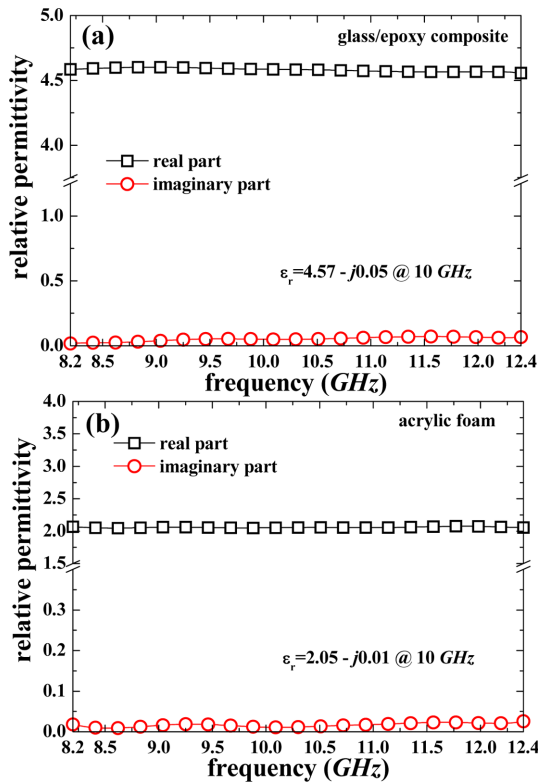 (a)
glass/epoxy composite
relative permittivity
5.0
4.5
4.0
1.0
0.5
0.0
real part
imaginary part
εr=4.57 - j0.05 @ 10 GHz
8.2 8.5 9.0 9.5 10.1 10.5 11.1 11.5 12.0 12.4
frequency (GHz)
(b)
acrylic foam
relative permittivity
4.0
3.5
3.0
2.5
2.0
1.5
0.3
0.2
0.1
0.0
real part
imaginary part
εr=2.05 - j0.01 @ 10 GHz
8.2 8.5 9.0 9.5 10.1 10.5 11.1 11.5 12.0 12.4
frequency (GHz)